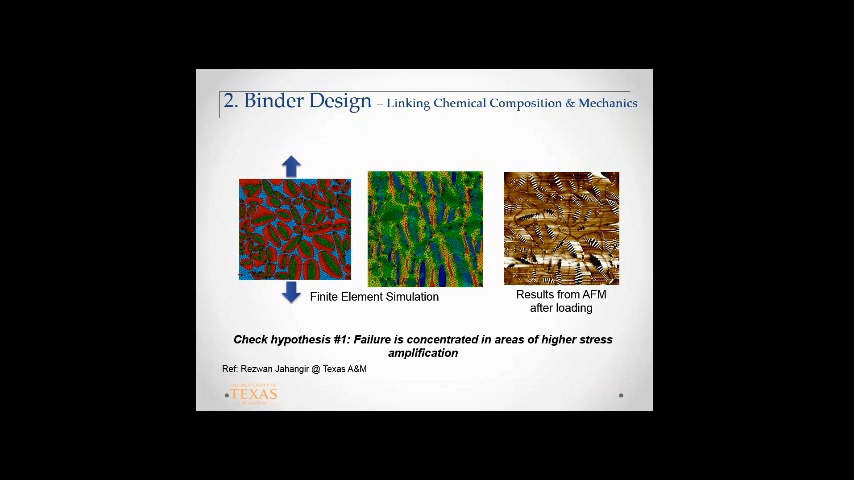 2. Binder Design – Linking Chemical Composition & Mechanics
Finite Element Simulation
Results from AFM
after loading
Check hypothesis #1: Failure is concentrated in areas of higher stress
amplification
Ref: Rezwan Jahangir @ Texas A&M
TEXAS